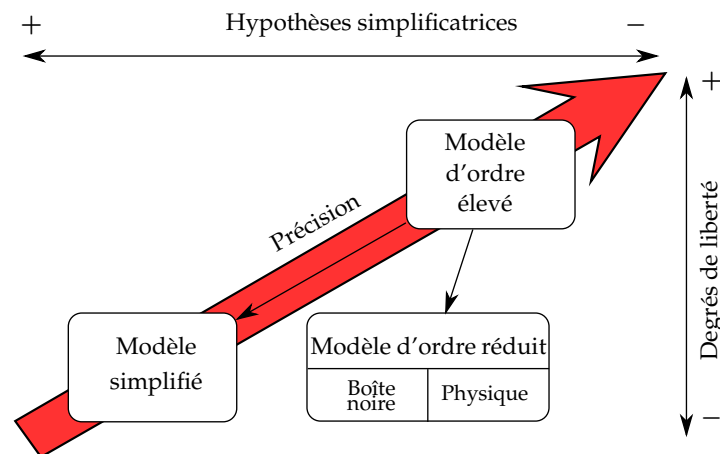 + Hypothèses simplificatrices −
+
Modèle
d'ordre
élevé
Précision
Degrés de liberté
Modèle
simplifié
Modèle d'ordre réduit
Boîte
noire
Physique
−